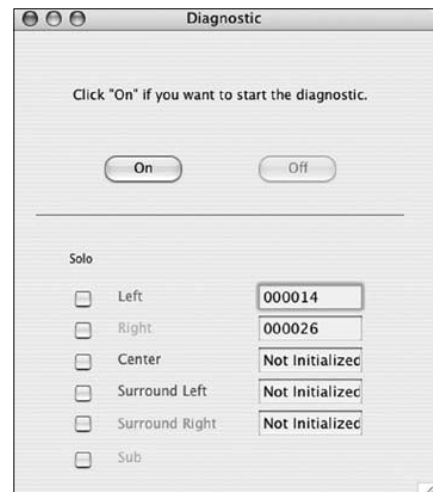 Diagnostic
Click "On" if you want to start the diagnostic.
On Off
Solo
Left 000014
Right 000026
Center Not Initialized
Surround Left Not Initialized
Surround Right Not Initialized
Sub